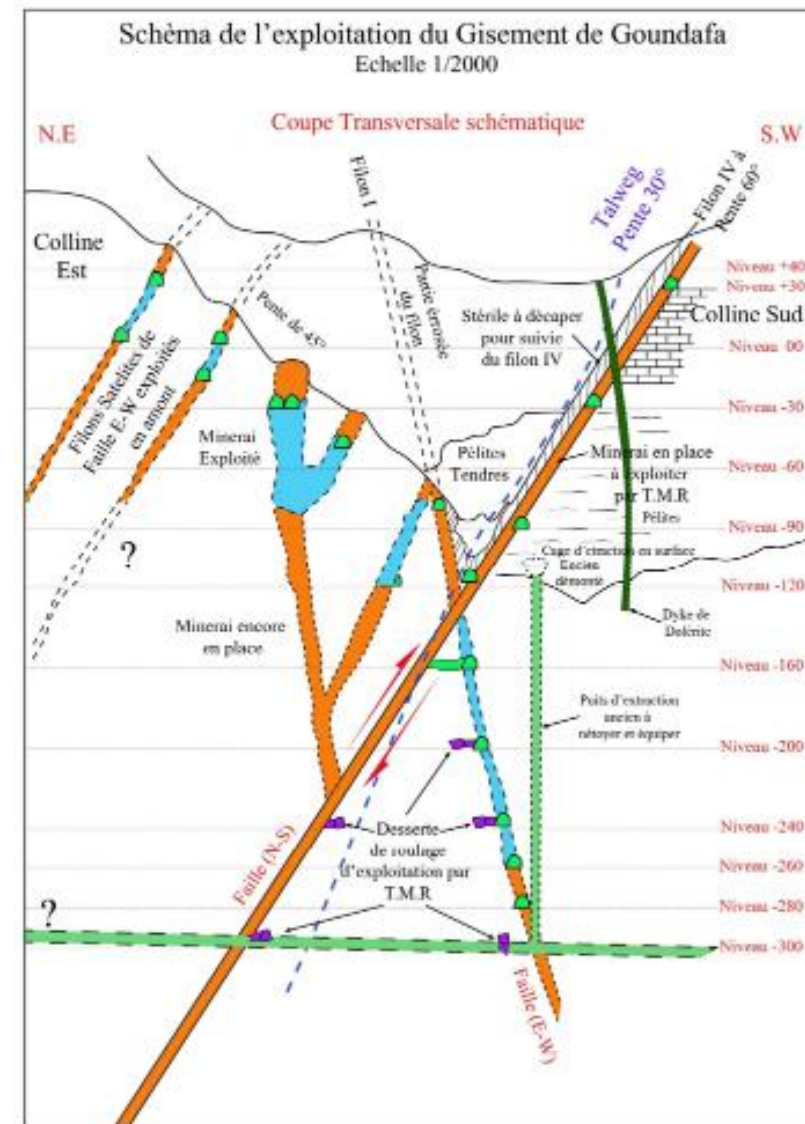 Schèma de l'exploitation du Gisement de Goundafa
Echelle 1/2000
N.E
Coupe Transversale schématique
S.W
Colline
Est
Filon I
Talweg
Pente 30°
Filon IV à
Pente 60°
Partie érrosée
du filon
Pente de 45°
Niveau +40
Niveau +30
Stérile à décaper
pour suivie
du filon IV
Colline Sud
Niveau 00
Filons Satelites de
Faille E-W exploités
en amont
Niveau -30
Minerai
Exploité
Pélites
Tendres
Minerai en place
à exploiter
par T.M.R
Niveau -60
Pélites
Niveau -90
?
Cage d'etraction en surface
Encien
démonté
Niveau -120
Minerai encore
en place
Dyke de
Dolérite
Niveau -160
Puits d'extraction
ancien à
nétoyer et équiper
Niveau -200
Desserte
de roulage
d'exploitation par
T.M.R
Niveau -240
Faille (N-S)
Niveau -260
Niveau -280
?
Niveau -300
Faille (E-W)